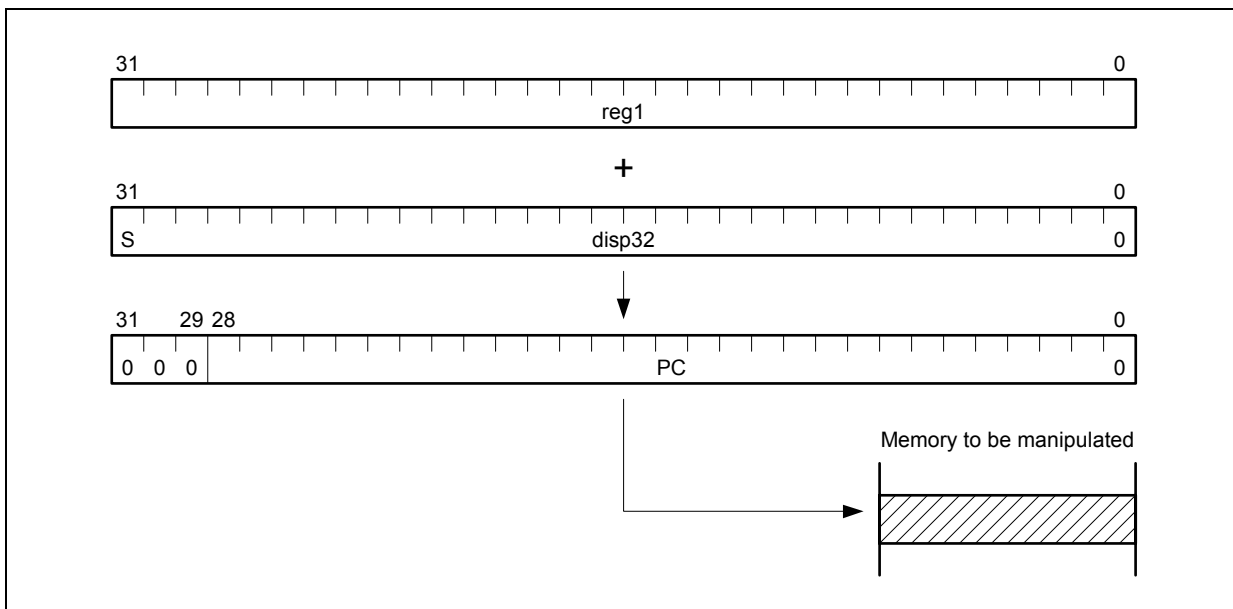 31 0
reg1
+
31 0
S disp32 0
31 29 28 0
0 0 0 PC 0
Memory to be manipulated